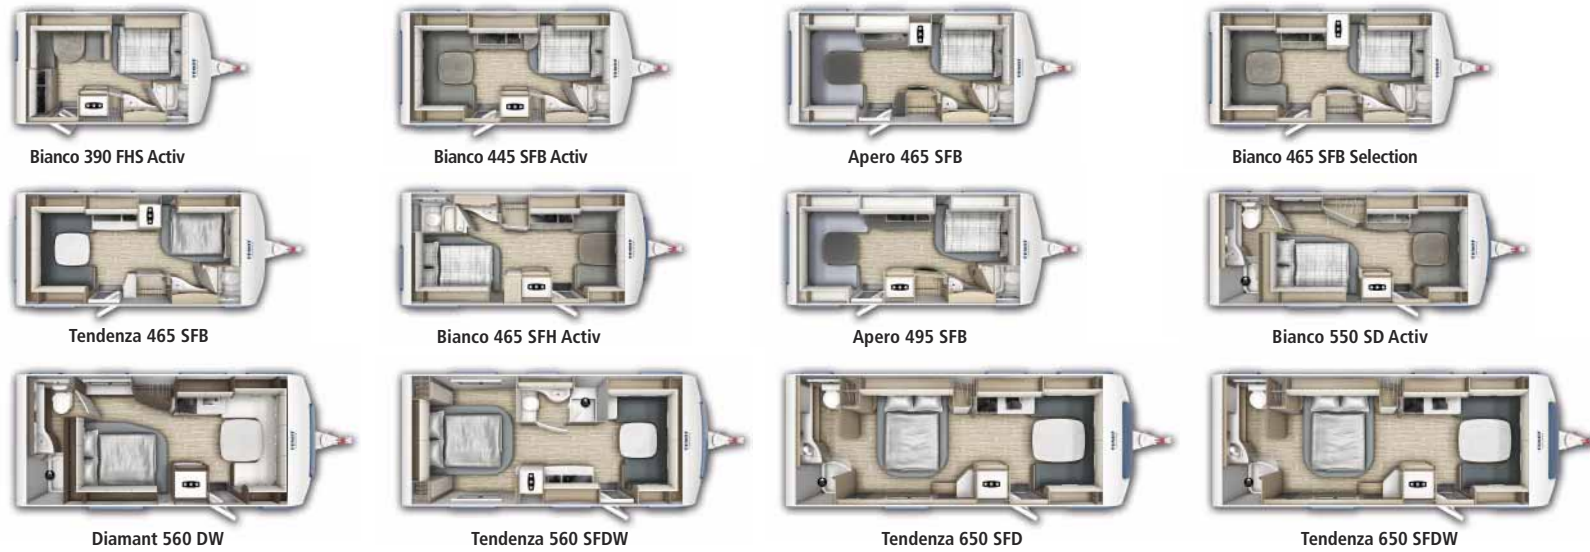 Bianco 390 FHS Activ
Bianco 445 SFB Activ
Apero 465 SFB
Bianco 465 SFB Selection
Tendenza 465 SFB
Bianco 465 SFH Activ
Apero 495 SFB
Bianco 550 SD Activ
Diamant 560 DW
Tendenza 560 SFDW
Tendenza 650 SFD
Tendenza 650 SFDW